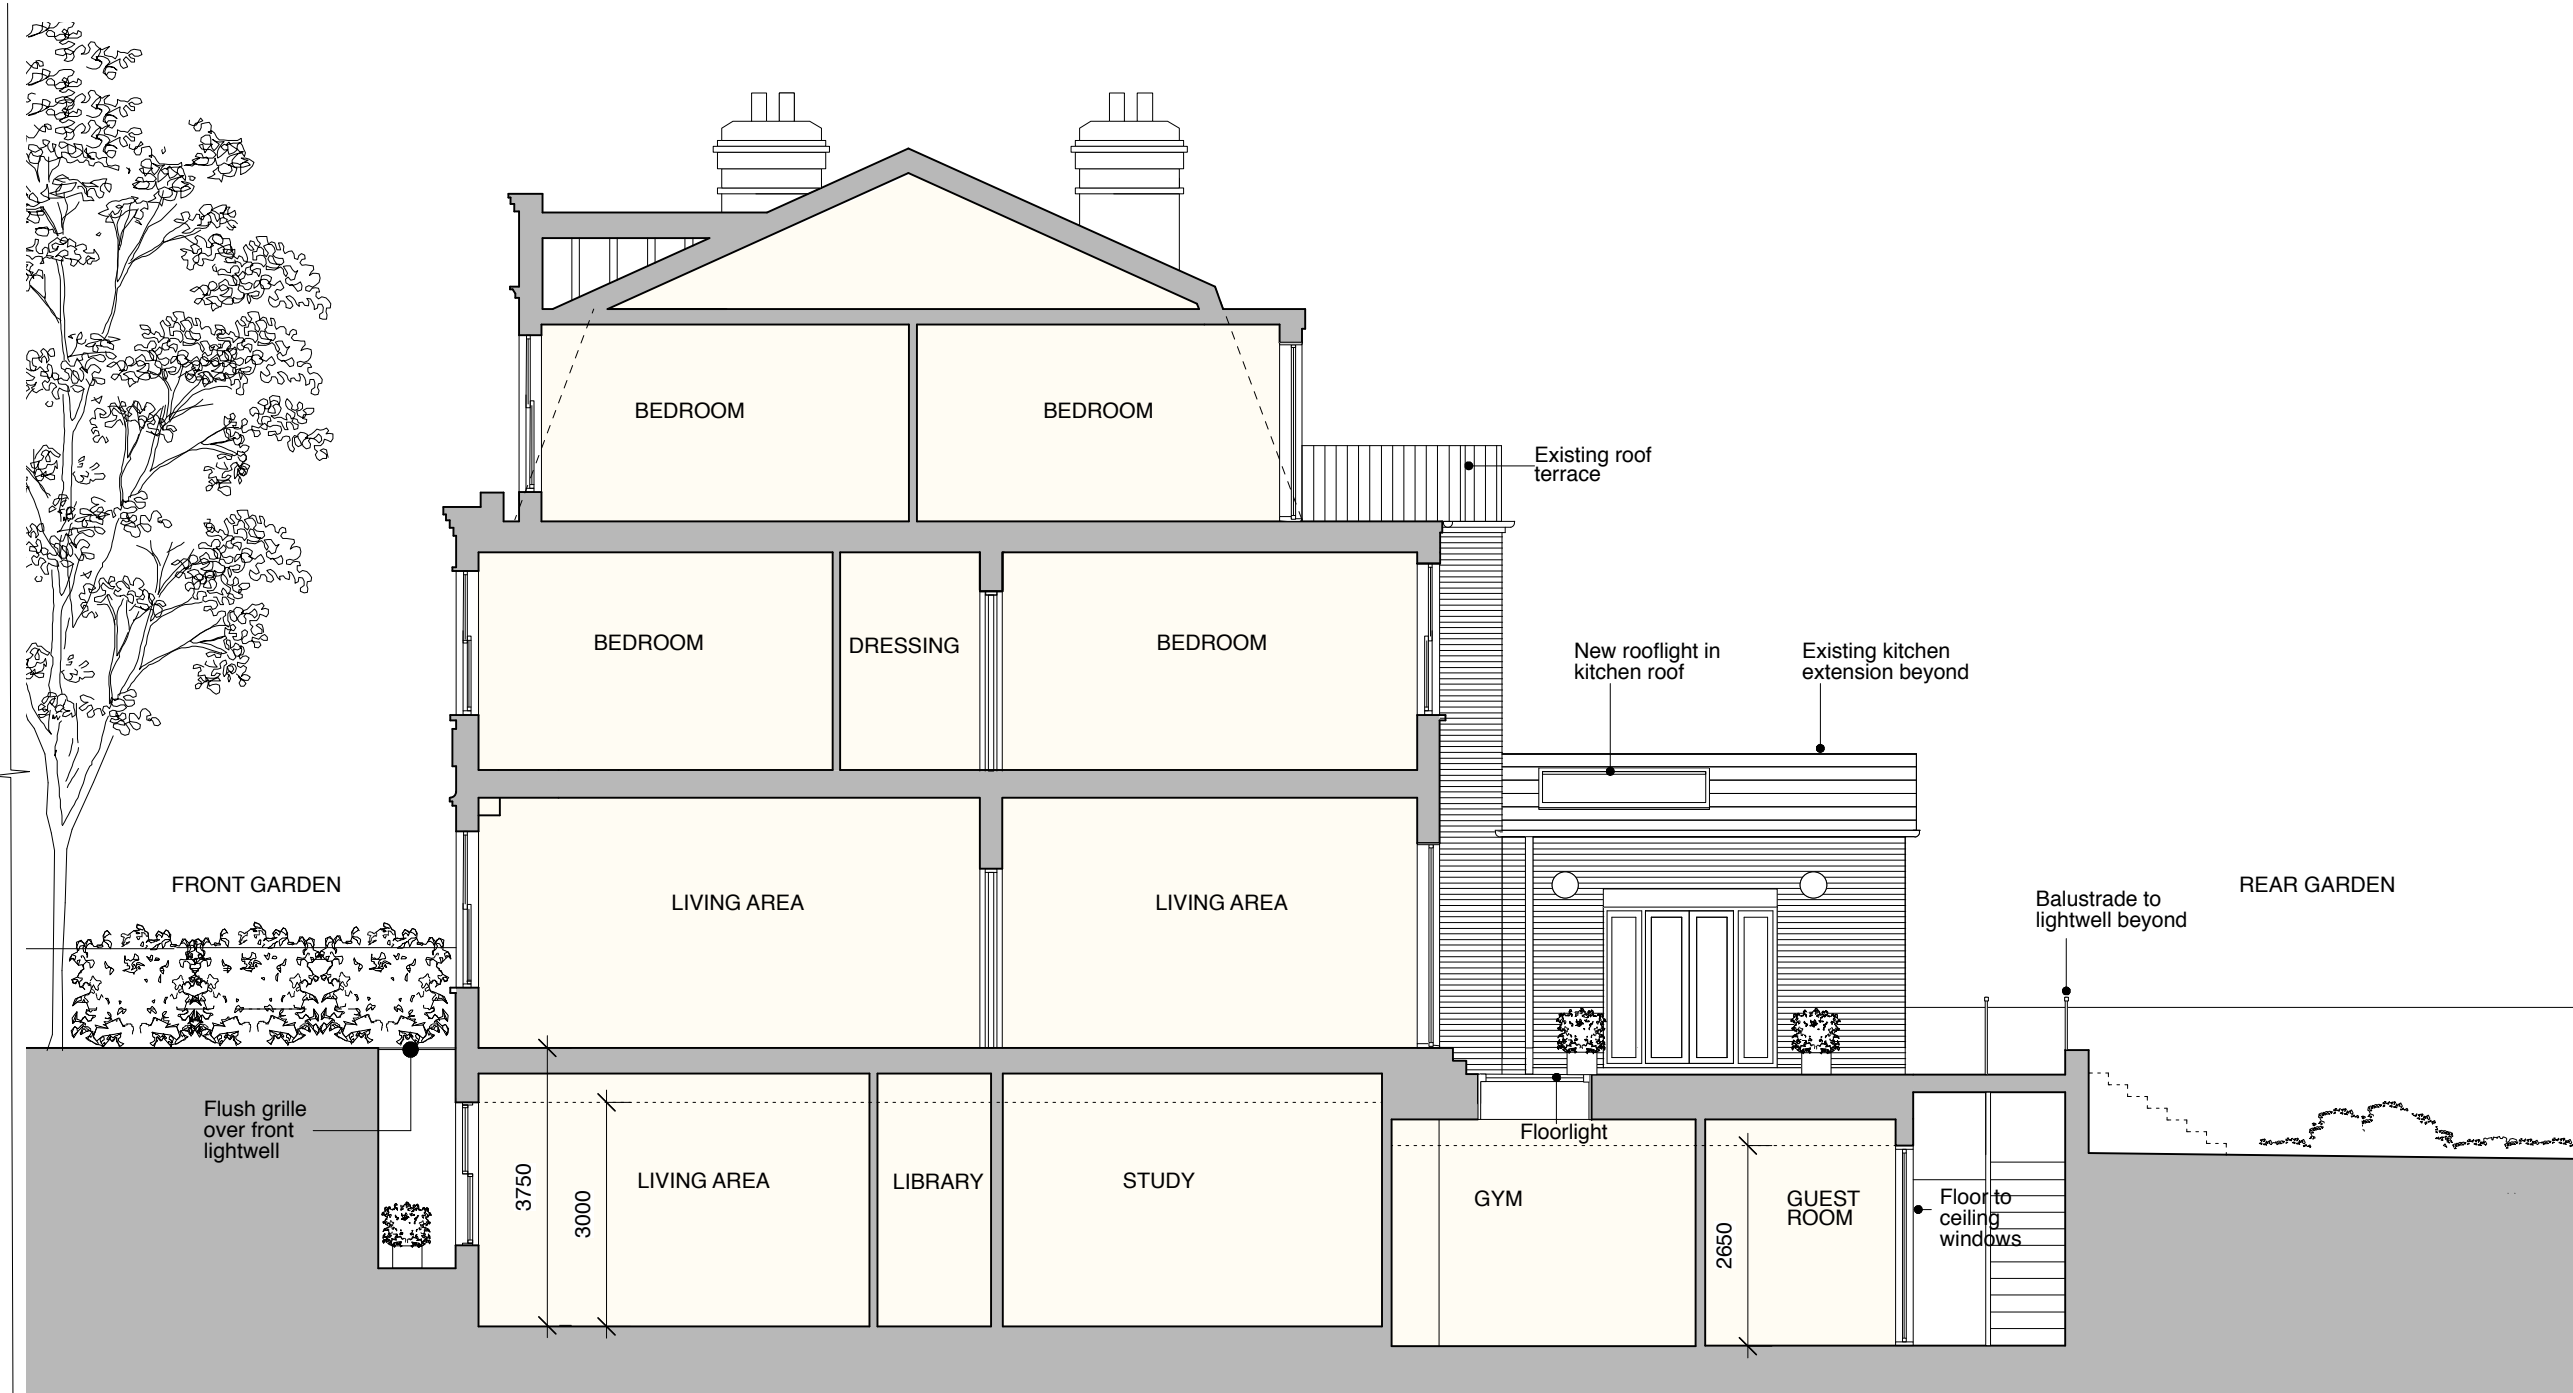 BEDROOM
BEDROOM
Existing roof
terrace
BEDROOM
DRESSING
BEDROOM
New rooflight in
kitchen roof
Existing kitchen
extension beyond
FRONT GARDEN
LIVING AREA
LIVING AREA
Balustrade to
lightwell beyond
REAR GARDEN
Flush grille
over front
lightwell
3750
3000
LIVING AREA
LIBRARY
STUDY
Floorlight
GYM
2650
GUEST
ROOM
Floor to
ceiling
windows